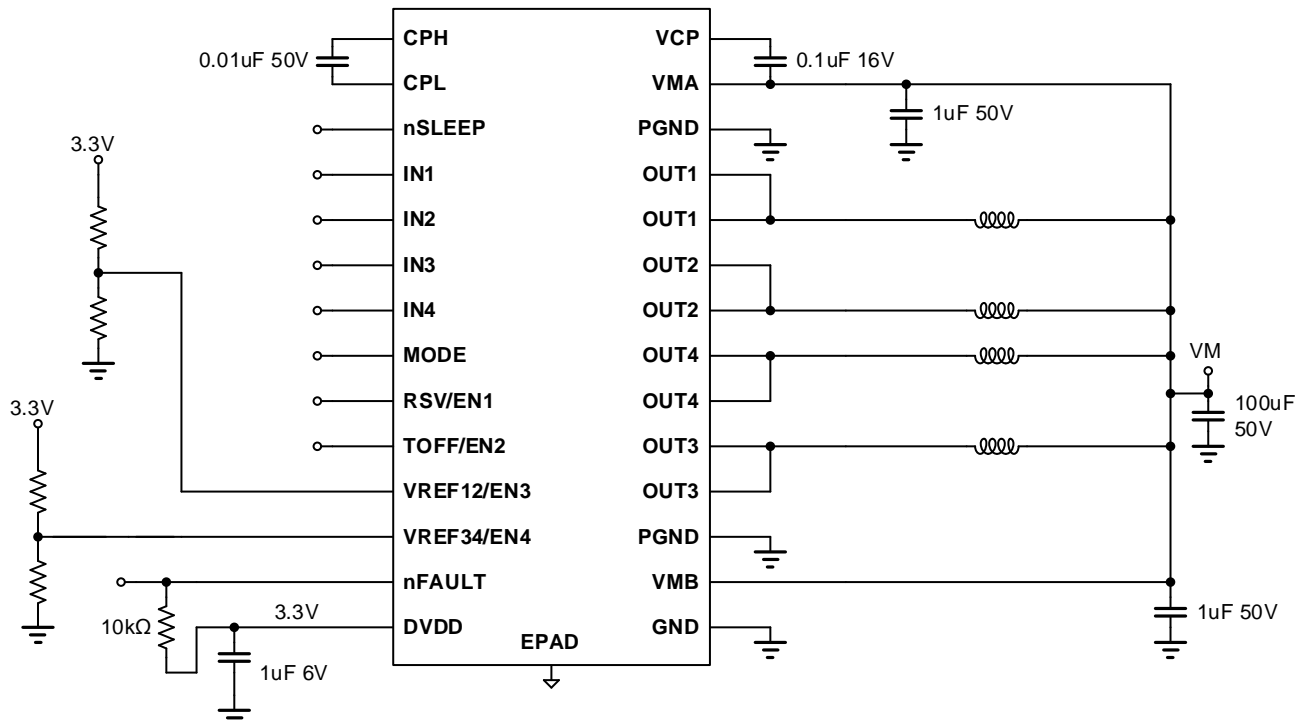 CPH
VCP
0.01uF 50V
0.1uF 16V
CPL
VMA
1uF 50V
nSLEEP
PGND
3.3V
IN1
OUT1
IN2
OUT1
IN3
OUT2
IN4
OUT2
MODE
OUT4
VM
RSV/EN1
OUT4
100uF
50V
3.3V
TOFF/EN2
OUT3
VREF12/EN3
OUT3
VREF34/EN4
PGND
nFAULT
VMB
10kΩ
3.3V
1uF 50V
DVDD
GND
EPAD
1uF 6V